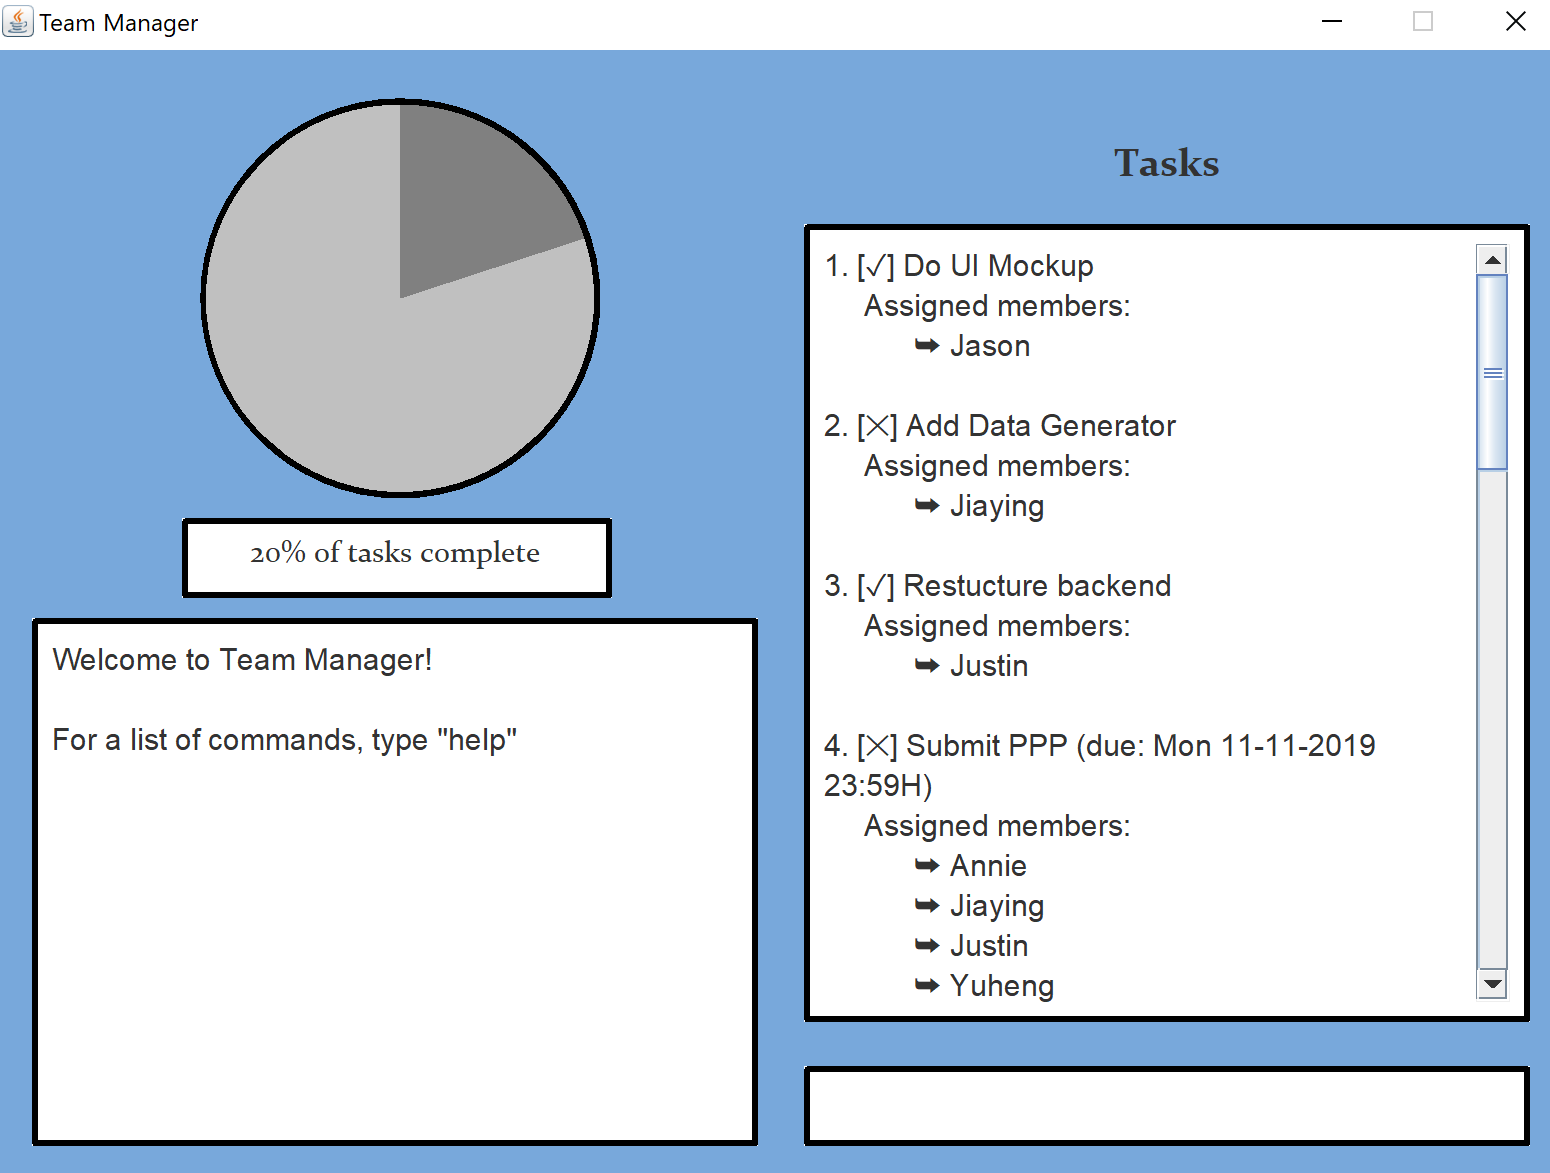 Team Manager
20% of tasks complete
Welcome to Team Manager!
For a list of commands, type "help"
Tasks
1. [✓] Do UI Mockup
Assigned members:
➥ Jason
2. [╳] Add Data Generator
Assigned members:
➥ Jiaying
3. [✓] Restucture backend
Assigned members:
➥ Justin
4. [╳] Submit PPP (due: Mon 11-11-2019
23:59H)
Assigned members:
➥ Annie
➥ Jiaying
➥ Justin
➥ Yuheng